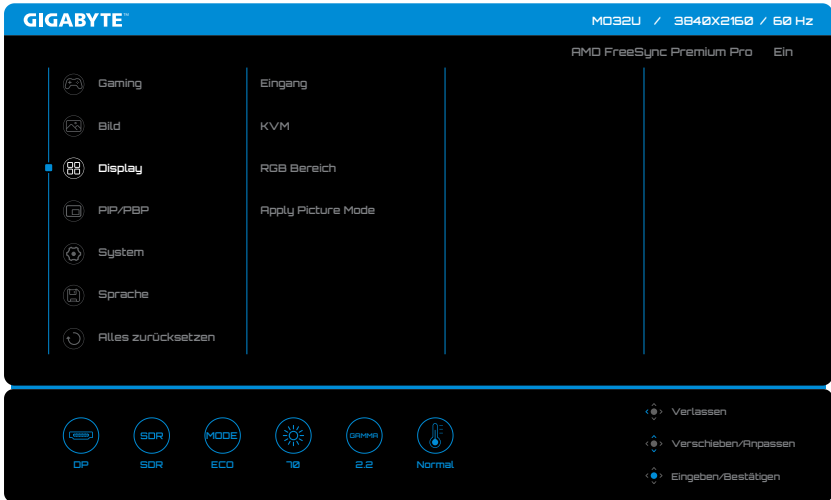 GIGABYTE™ MD32U / 3840X2160 / 60 Hz
AMD FreeSync Premium Pro Ein
Gaming Eingang
Bild KVM
Display RGB Bereich
PIP/PBP Apply Picture Mode
System
Sprache
Alles zurücksetzen
Verlassen
Verschieben/Anpassen
Eingeben/Bestätigen
SDR MODE GAMMA
DP SDR ECO 70 2.2 Normal